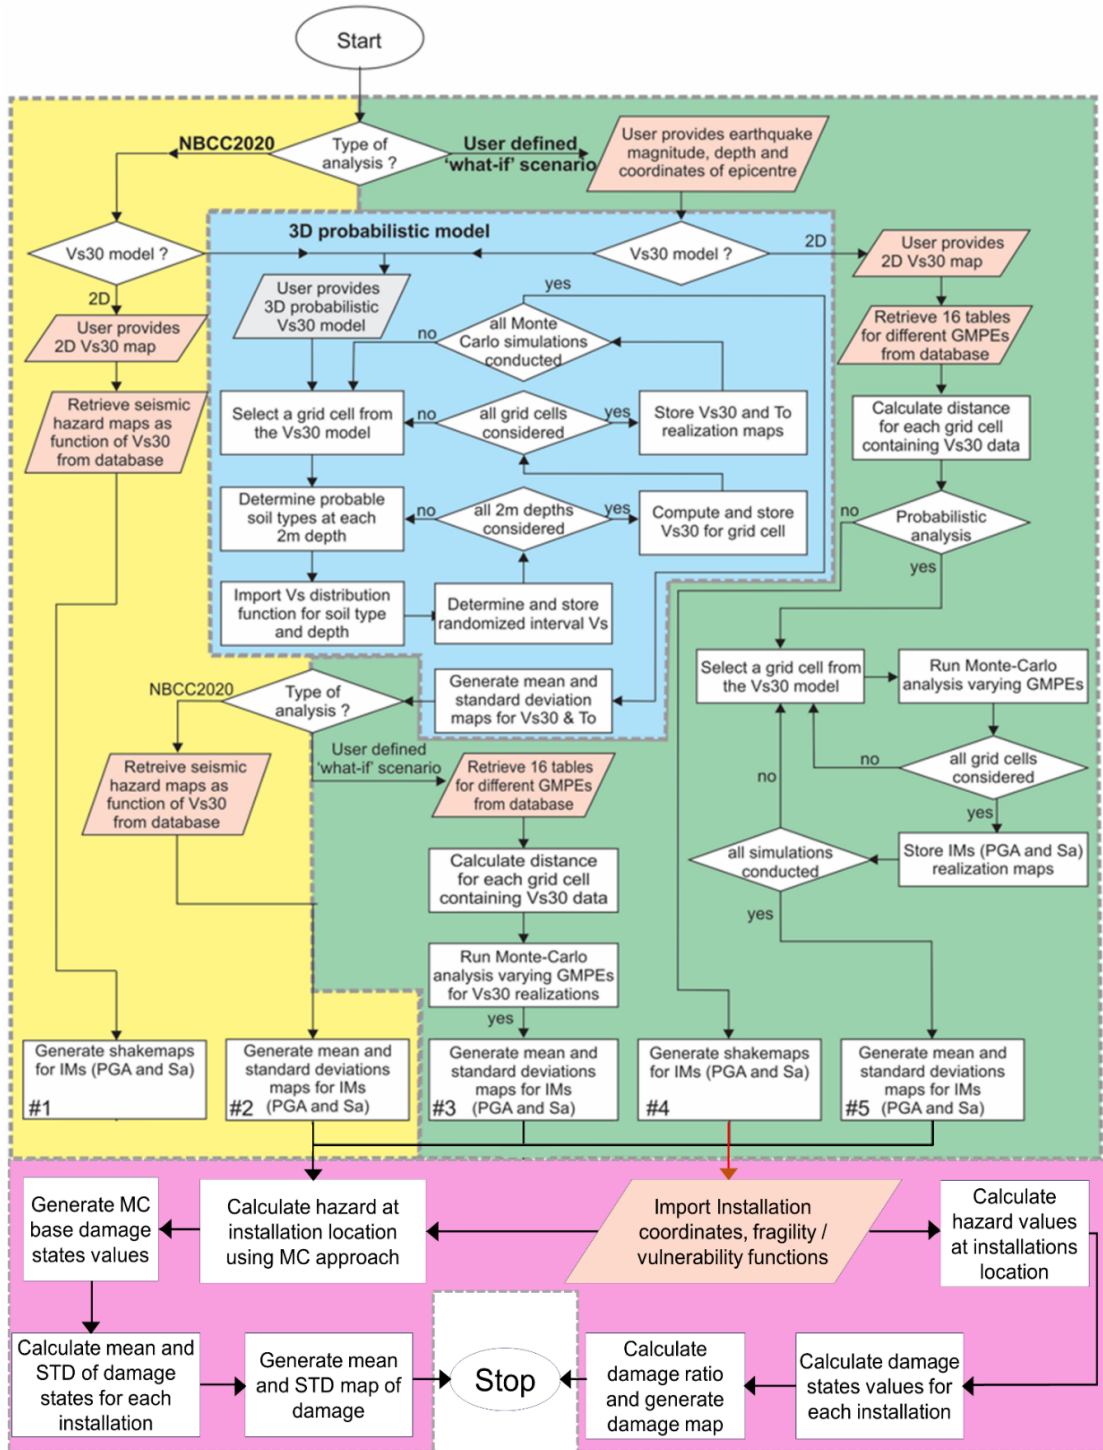 Start
NBCC2020
Type of
analysis ?
User defined
'what-if' scenario
User provides earthquake
magnitude, depth and
coordinates of epicentre
Vs30 model ?
3D probabilistic model
Vs30 model ?
2D
User provides
2D Vs30 map
2D
User provides
2D Vs30 map
User provides
3D probabilistic
Vs30 model
yes
no
all Monte
Carlo simulations
conducted
Retrieve 16 tables
for different GMPEs
from database
Retrieve seismic
hazard maps as
function of Vs30
from database
Select a grid cell from
the Vs30 model
no
all grid cells
considered
yes
Store Vs30 and To
realization maps
Calculate distance
for each grid cell
containing Vs30 data
Determine probable
soil types at each
2m depth
no
all 2m depths
considered
yes
Compute and store
Vs30 for grid cell
no
Probabilistic
analysis
yes
Import Vs distribution
function for soil type
and depth
Determine and store
randomized interval Vs
NBCC2020
Type of
analysis ?
Generate mean and
standard deviation
maps for Vs30 & To
Select a grid cell from
the Vs30 model
Run Monte-Carlo
analysis varying GMPEs
User defined
'what-if' scenario
Retreive seismic
hazard maps as
function of Vs30
from database
Retrieve 16 tables
for different GMPEs
from database
no
no
all grid cells
considered
yes
Calculate distance
for each grid cell
containing Vs30 data
all simulations
conducted
Store IMs (PGA and Sa)
realization maps
yes
Run Monte-Carlo
analysis varying GMPEs
for Vs30 realizations
yes
Generate shakemaps
for IMs (PGA and Sa)
#1
Generate mean and
standard deviations
maps for IMs
(PGA and Sa)
#2
Generate mean and
standard deviations
maps for IMs
(PGA and Sa)
#3
Generate shakemaps
for IMs (PGA and Sa)
#4
Generate mean and
standard deviations
maps for IMs
(PGA and Sa)
#5
Generate MC
base damage
states values
Calculate hazard at
installation location
using MC approach
Import Installation
coordinates, fragility /
vulnerability functions
Calculate
hazard values
at installations
location
Calculate mean and
STD of damage
states for each
installation
Generate mean
and STD map of
damage
Stop
Calculate
damage ratio
and generate
damage map
Calculate damage
states values for
each installation